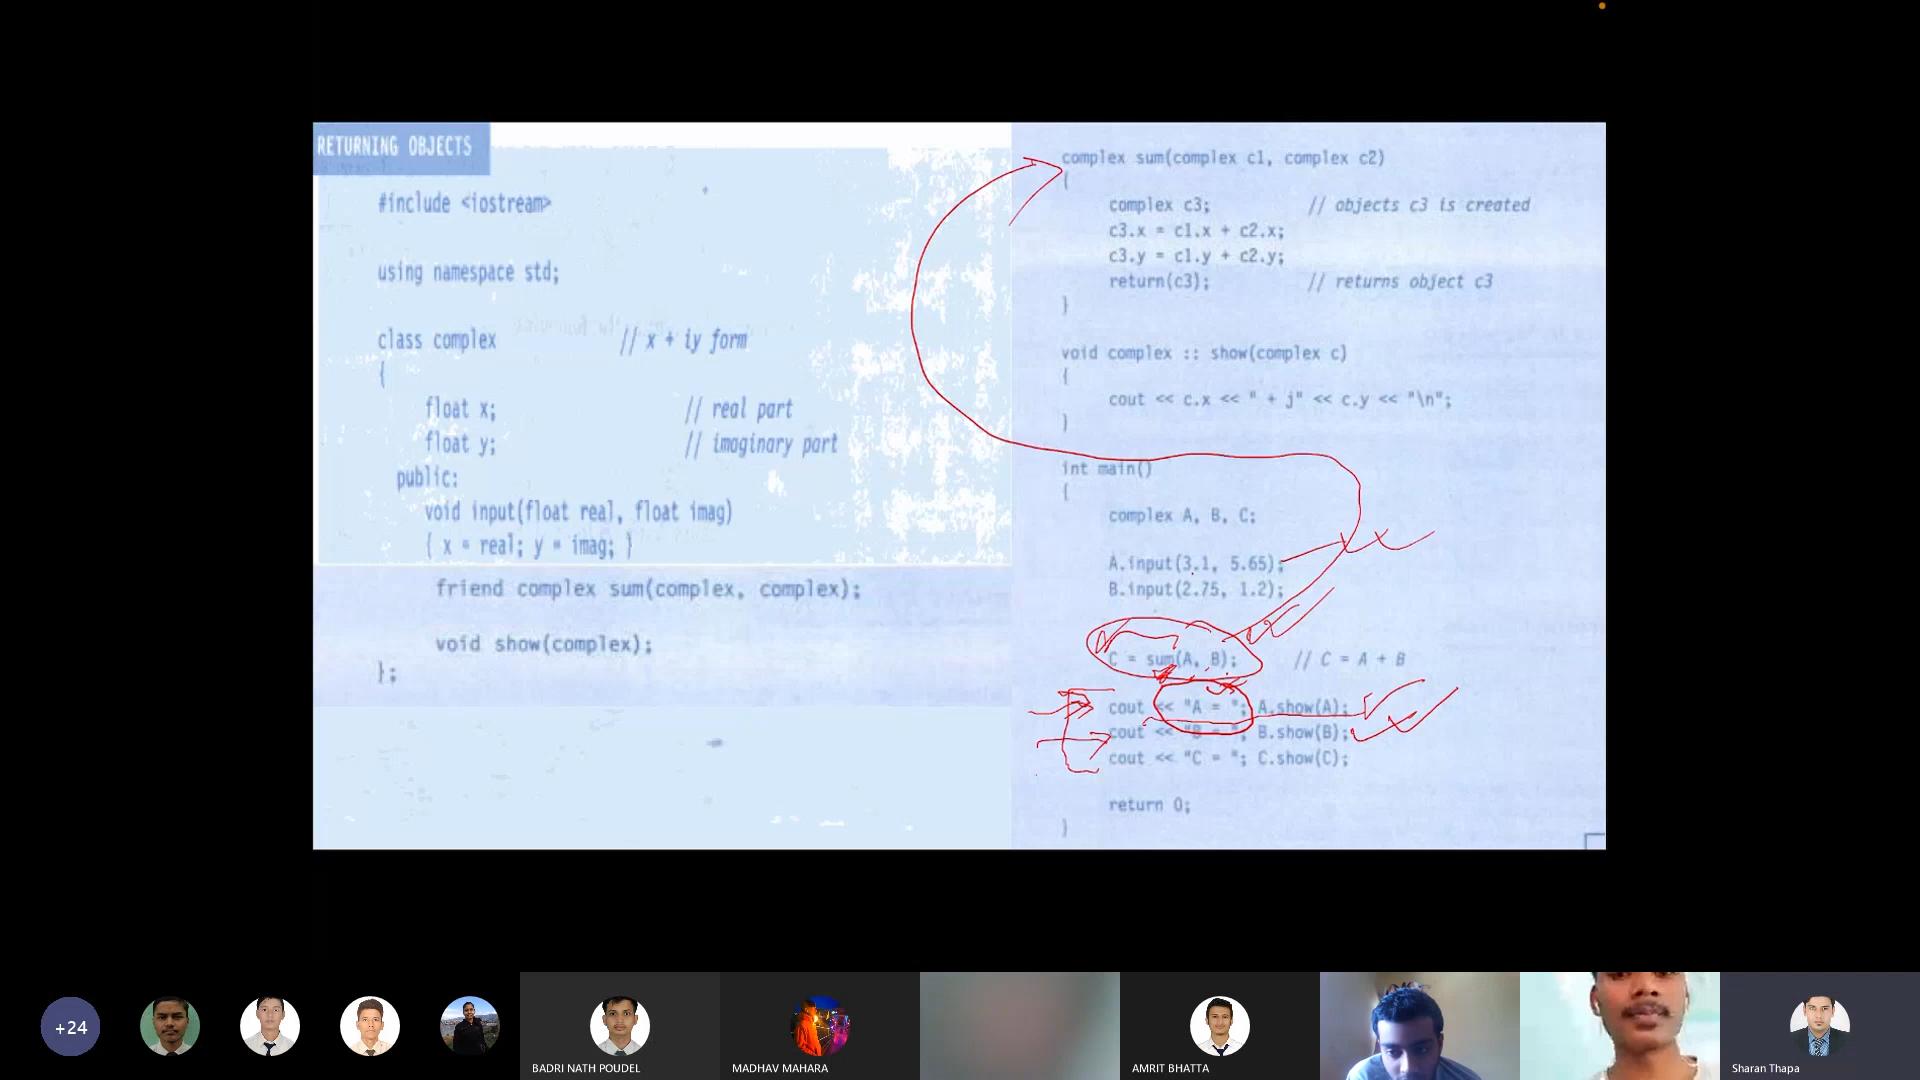 RETURNING OBJECTS
#include <iostream>
using namespace std;
class complex // x + iy form
{
float x; // real part
float y; // imaginary part
public:
void input(float real, float imag)
{ x = real; y = imag; }
friend complex sum(complex, complex);
void show(complex);
};
complex sum(complex c1, complex c2)
{
complex c3; // objects c3 is created
c3.x = c1.x + c2.x;
c3.y = c1.y + c2.y;
return(c3); // returns object c3
}
void complex :: show(complex c)
{
cout << c.x << " + j" << c.y << "\n";
}
int main()
{
complex A, B, C;
A.input(3.1, 5.65);
B.input(2.75, 1.2);
C = sum(A, B); // C = A + B
cout << "A = "; A.show(A);
cout << "B = "; B.show(B);
cout << "C = "; C.show(C);
return 0;
}
+24
BADRI NATH POUDEL
MADHAV MAHARA
AMRIT BHATTA
Sharan Thapa